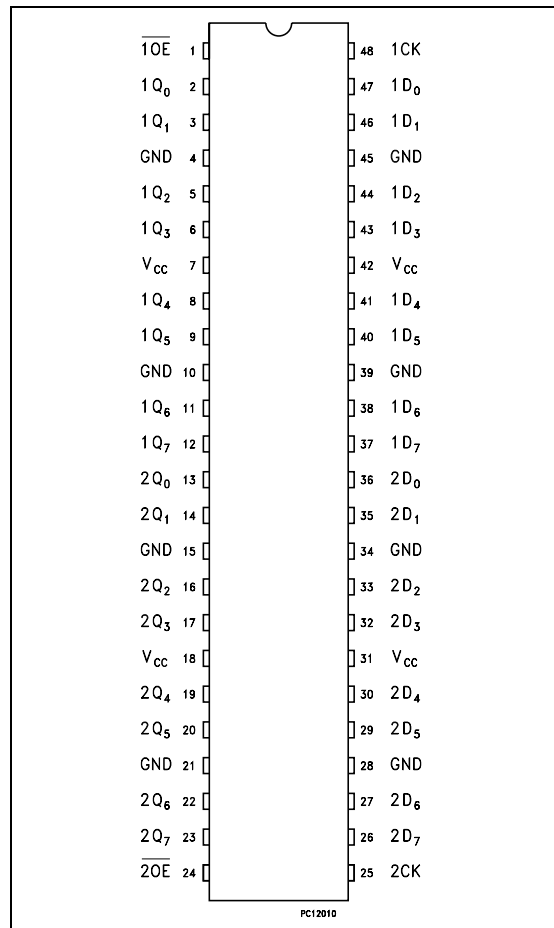 1OE 1 48 1CK
1Q0 2 47 1D0
1Q1 3 46 1D1
GND 4 45 GND
1Q2 5 44 1D2
1Q3 6 43 1D3
VCC 7 42 VCC
1Q4 8 41 1D4
1Q5 9 40 1D5
GND 10 39 GND
1Q6 11 38 1D6
1Q7 12 37 1D7
2Q0 13 36 2D0
2Q1 14 35 2D1
GND 15 34 GND
2Q2 16 33 2D2
2Q3 17 32 2D3
VCC 18 31 VCC
2Q4 19 30 2D4
2Q5 20 29 2D5
GND 21 28 GND
2Q6 22 27 2D6
2Q7 23 26 2D7
2OE 24 25 2CK
PC12010